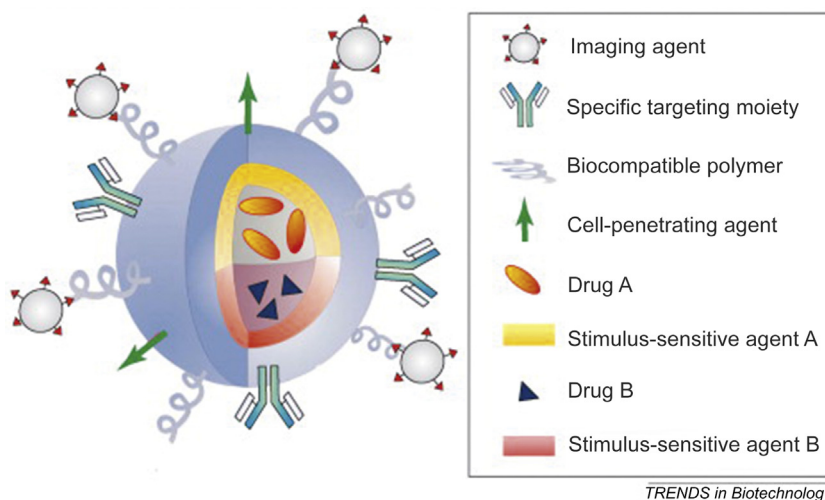 Imaging agent
Specific targeting moiety
Biocompatible polymer
Cell-penetrating agent
Drug A
Stimulus-sensitive agent A
Drug B
Stimulus-sensitive agent B
TRENDS in Biotechnolog